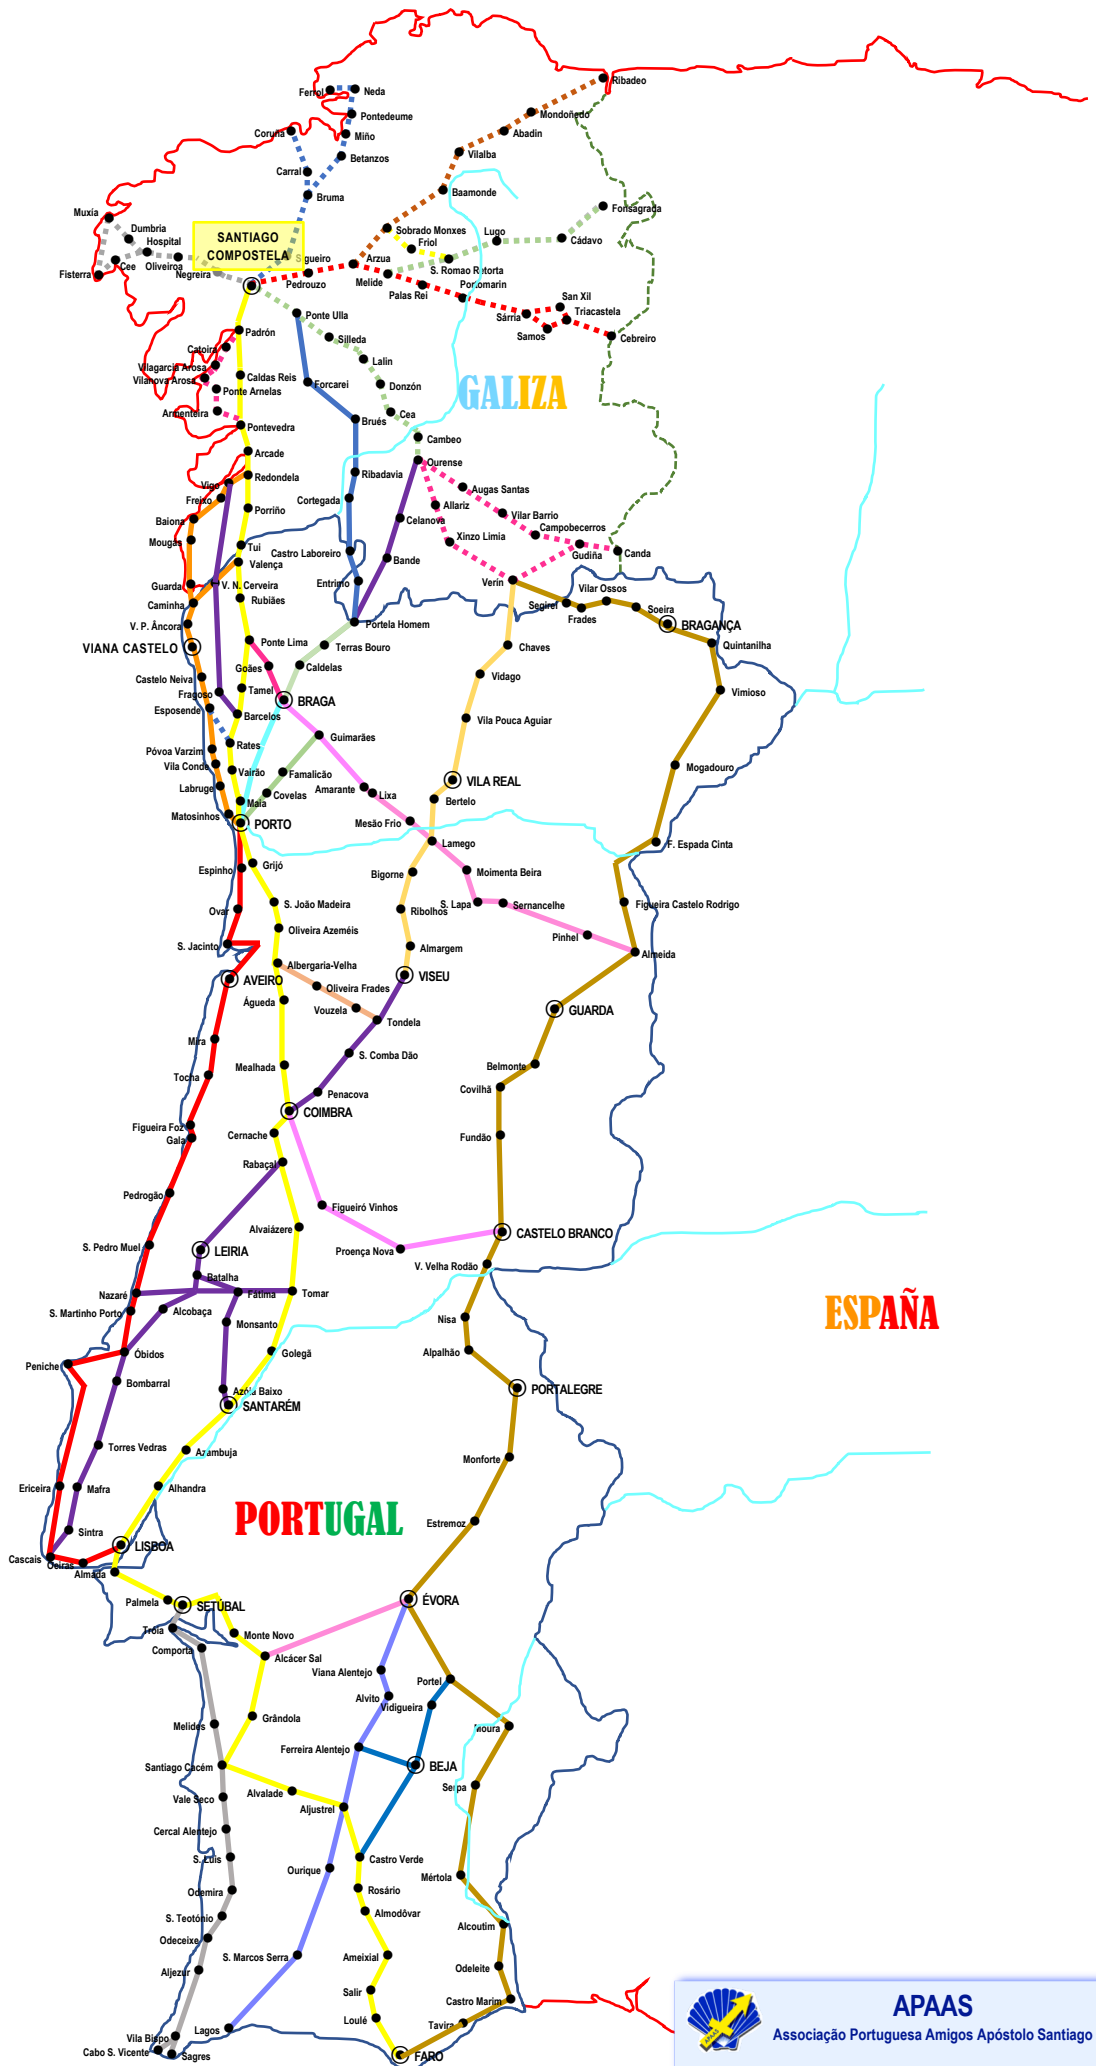 Ribadeo
Ferrol
Neda
Mondoñedo
Pontedeume
Coruña
Miño
Abadin
Betanzos
Vilalba
Carral
Bruma
Baamonde
Muxía
Fonsagrada
Dumbria
SANTIAGO
COMPOSTELA
Sobrado Monxes
Lugo
Hospital
Friol
Cádavo
Cee
Oliveiroa
Sigueiro
Arzua
S. Romao Retorta
Fisterra
Negreira
Pedrouzo
Melide
Palas Rei
Portomarin
San Xil
Sárria
Triacastela
Samos
Cebreiro
Ponte Ulla
Padrón
Silleda
Catoira
Lalin
Vilagarcia Arosa
Vilanova Arosa
Caldas Reis
Forcarei
Donzón
GALIZA
Ponte Arnelas
Armenteira
Cea
Brués
Pontevedra
Cambeo
Arcade
Ourense
Redondela
Ribadavia
Vigo
Augas Santas
Freixo
Cortegada
Allariz
Porriño
Vilar Barrio
Baiona
Celanova
Campobecerros
Mougas
Xinzo Limia
Tui
Castro Laboreiro
Gudiña
Canda
Valença
Bande
Guarda
V. N. Cerveira
Entrimo
Verín
Vilar Ossos
Caminha
Rubiães
Segirei
Frades
Soeira
V. P. Âncora
Portela Homem
BRAGANÇA
VIANA CASTELO
Ponte Lima
Terras Bouro
Chaves
Quintanilha
Goães
Caldelas
Castelo Neiva
Vidago
Fragoso
Tamel
BRAGA
Vimioso
Esposende
Barcelos
Vila Pouca Aguiar
Guimarães
Rates
Póvoa Varzim
Vila Conde
Vairão
Famalicão
Mogadouro
Labruge
Covelas
Amarante
Lixa
VILA REAL
Maia
Bertelo
Matosinhos
PORTO
Mesão Frio
Lamego
F. Espada Cinta
Grijó
Espinho
Bigorne
Moimenta Beira
S. João Madeira
S. Lapa
Sernancelhe
Figueira Castelo Rodrigo
Ovar
Ribolhos
Oliveira Azeméis
Pinhel
S. Jacinto
Almargem
Almeida
Albergaria-Velha
AVEIRO
VISEU
Oliveira Frades
Águeda
Vouzela
GUARDA
Tondela
Mira
S. Comba Dão
Mealhada
Belmonte
Tocha
Covilhã
Penacova
COIMBRA
Figueira Foz
Gala
Cernache
Fundão
Rabaçal
Pedrogão
Figueiró Vinhos
Alvaiázere
CASTELO BRANCO
S. Pedro Muel
LEIRIA
Proença Nova
V. Velha Rodão
Batalha
Nazaré
Fátima
Tomar
S. Martinho Porto
Alcobaça
ESPAÑA
Monsanto
Nisa
Óbidos
Golegã
Alpalhão
Peniche
Bombarral
Azóia Baixo
PORTALEGRE
SANTARÉM
Torres Vedras
Azambuja
Monforte
Ericeira
Mafra
Alhandra
PORTUGAL
Estremoz
Sintra
LISBOA
Cascais
Oeiras
Almada
Palmela
SETÚBAL
ÉVORA
Tróia
Monte Novo
Comporta
Alcácer Sal
Viana Alentejo
Portel
Alvito
Vidigueira
Grândola
Melides
Moura
Ferreira Alentejo
Santiago Cacém
BEJA
Alvalade
Serpa
Vale Seco
Aljustrel
Cercal Alentejo
S. Luis
Castro Verde
Ourique
Mértola
Odemira
Rosário
S. Teotónio
Almodôvar
Alcoutim
Odeceixe
S. Marcos Serra
Ameixial
Aljezur
Odeleite
Salir
Castro Marim
Loulé
Tavira
Lagos
Vila Bispo
Cabo S. Vicente
Sagres
FARO
APAAS
APAAS
Associação Portuguesa Amigos Apóstolo Santiago